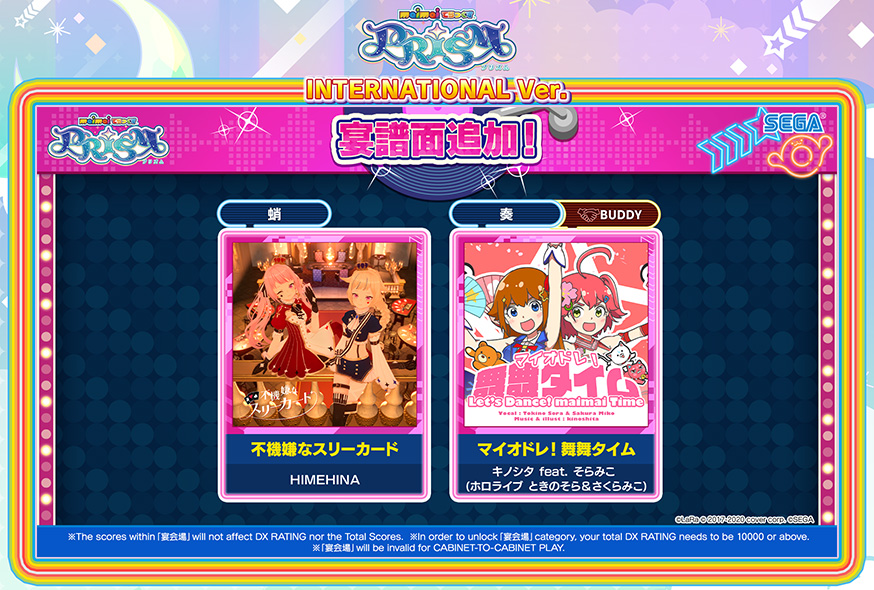 maimai でらっくす
PRiSM
プリズム
INTERNATIONAL Ver.
maimai でらっくす
PRiSM
プリズム
宴譜面追加！
SEGA
蛸
奏
BUDDY
不機嫌な
スリーカード
マイオドレ！
舞舞タイム
Let's Dance! maimai Time
Vocal : Tokino Sora & Sakura Miko
Music & illust : kinoshita
不機嫌なスリーカード
HIMEHINA
マイオドレ！舞舞タイム
キノシタ feat. そらみこ
(ホロライブ ときのそら＆さくらみこ)
©LaRa © 2017-2020 cover corp. ©SEGA
※The scores within「宴会場」will not affect DX RATING nor the Total Scores. ※In order to unlock「宴会場」category, your total DX RATING needs to be 10000 or above.
※「宴会場」will be invalid for CABINET-TO-CABINET PLAY.